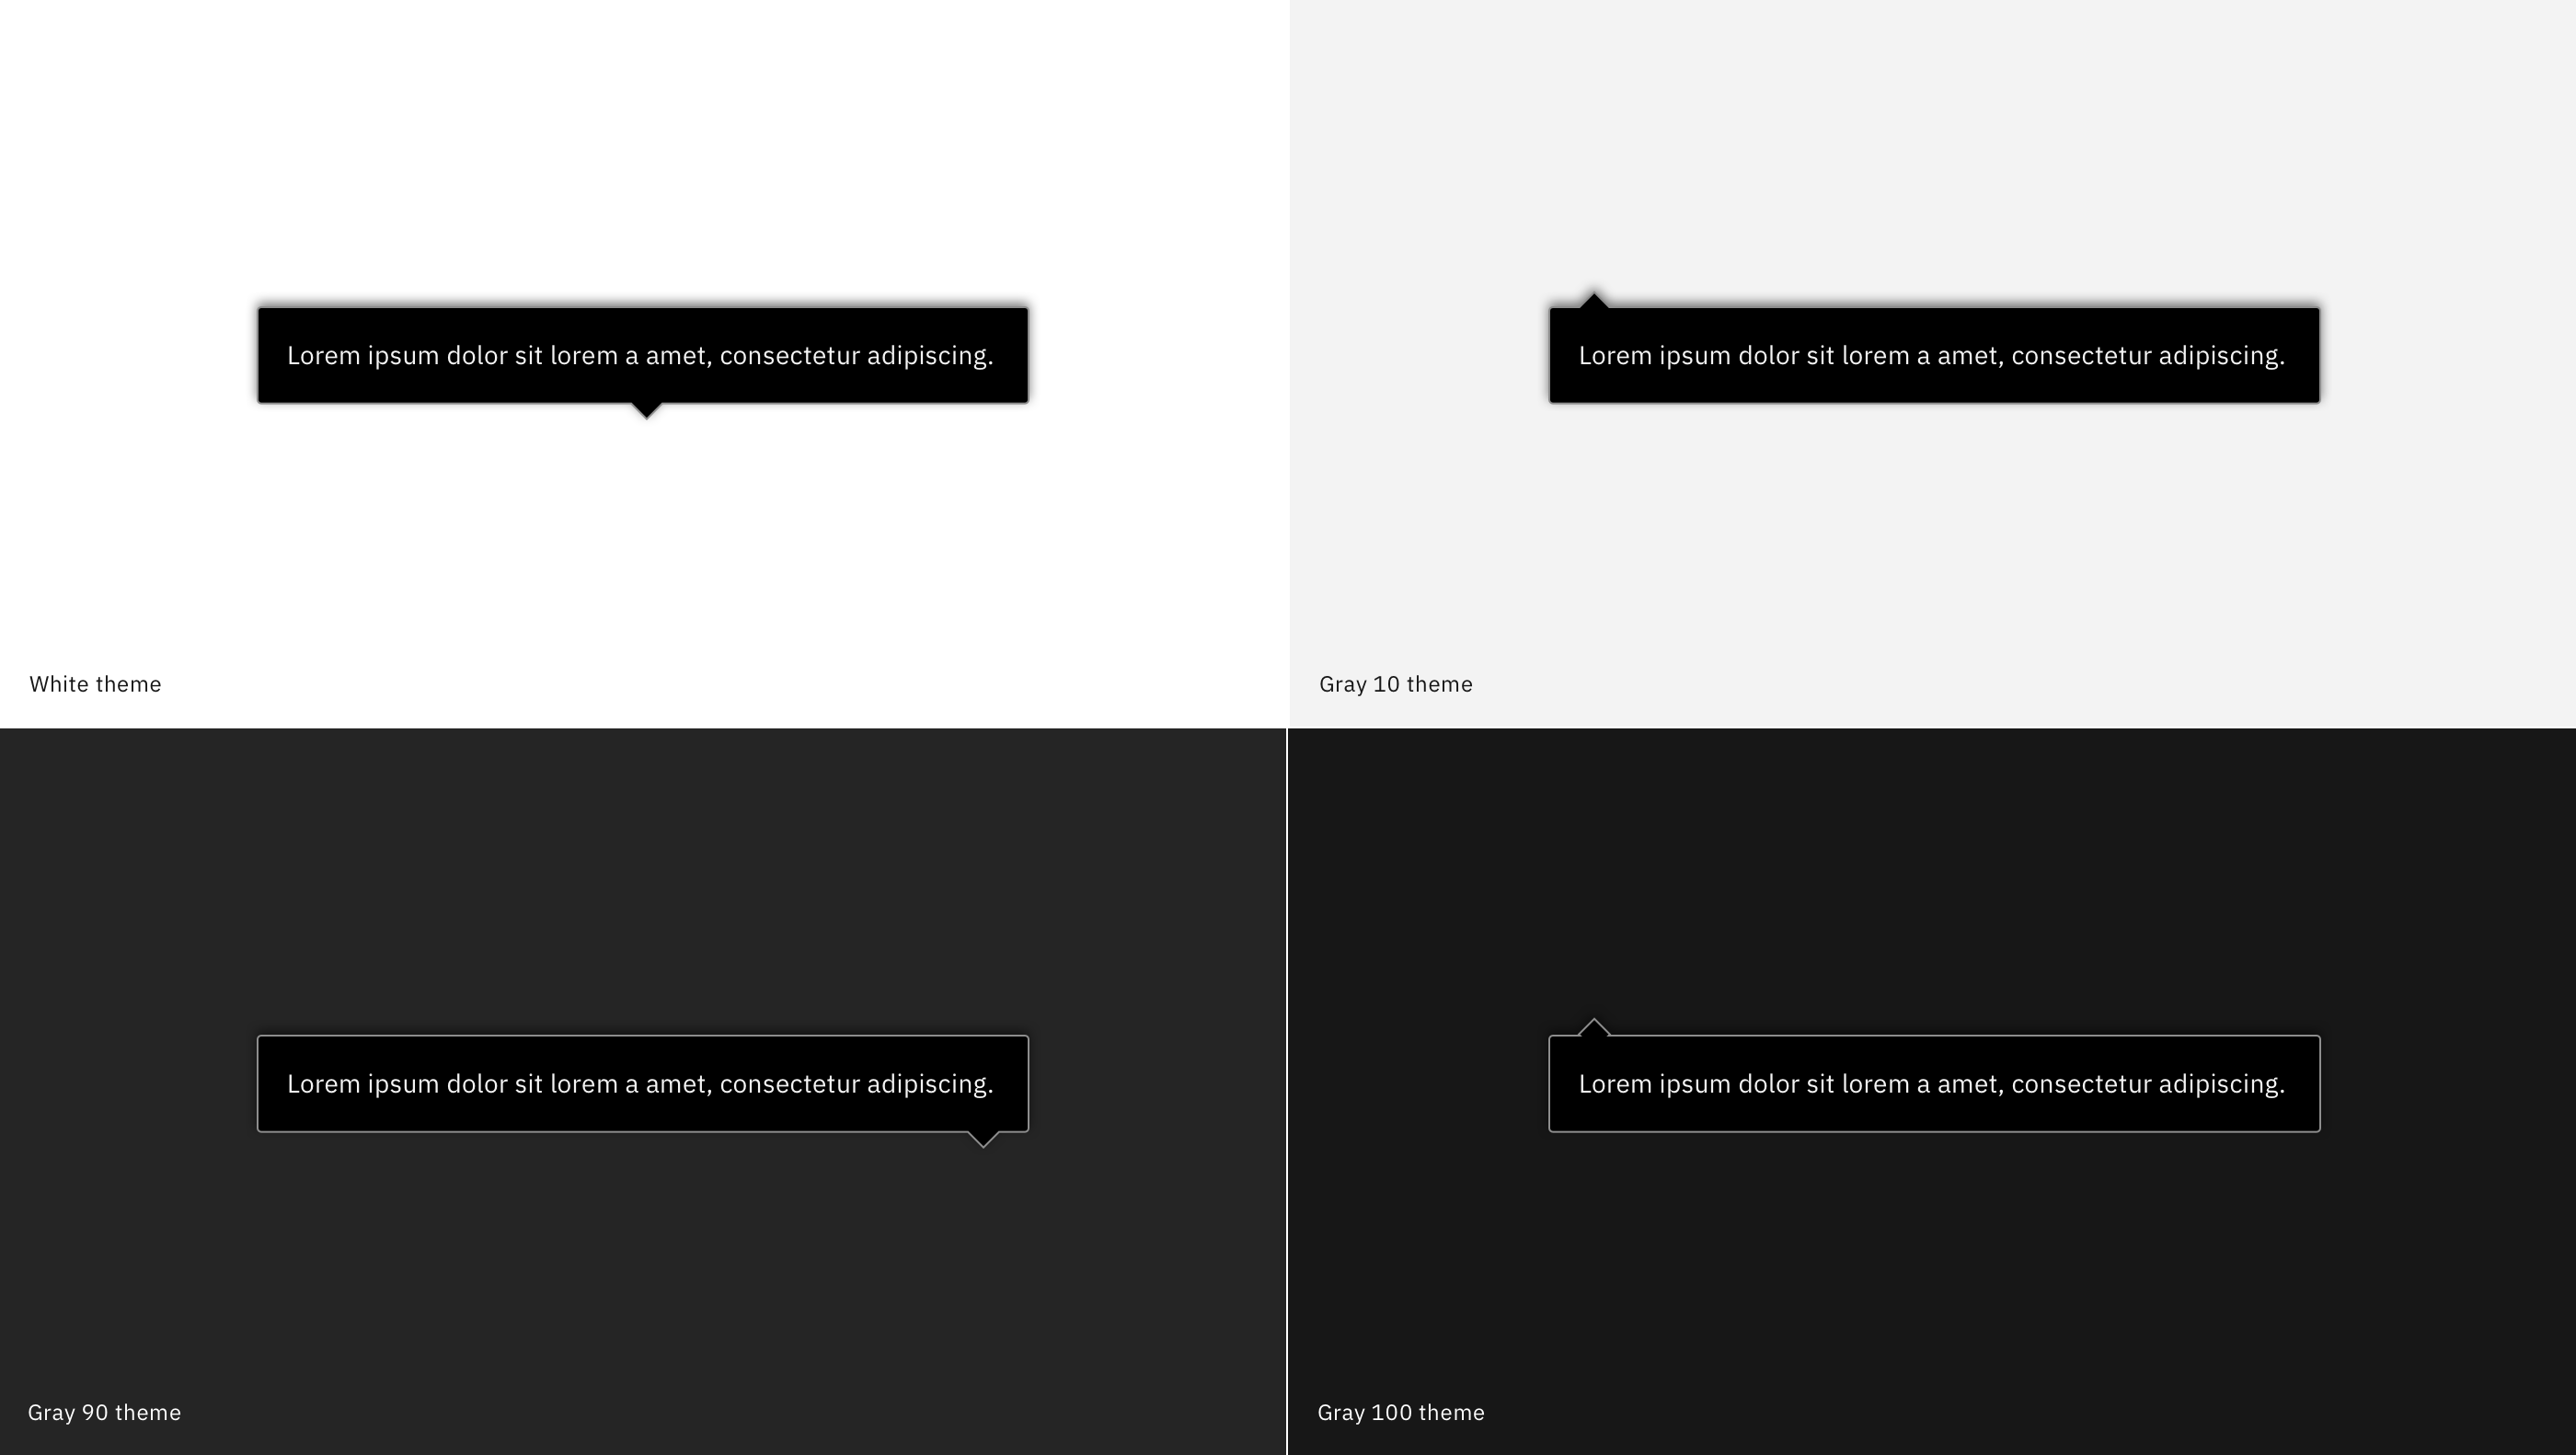 Lorem ipsum dolor sit lorem a amet, consectetur adipiscing.
White theme
Lorem ipsum dolor sit lorem a amet, consectetur adipiscing.
Gray 10 theme
Lorem ipsum dolor sit lorem a amet, consectetur adipiscing.
Gray 90 theme
Lorem ipsum dolor sit lorem a amet, consectetur adipiscing.
Gray 100 theme